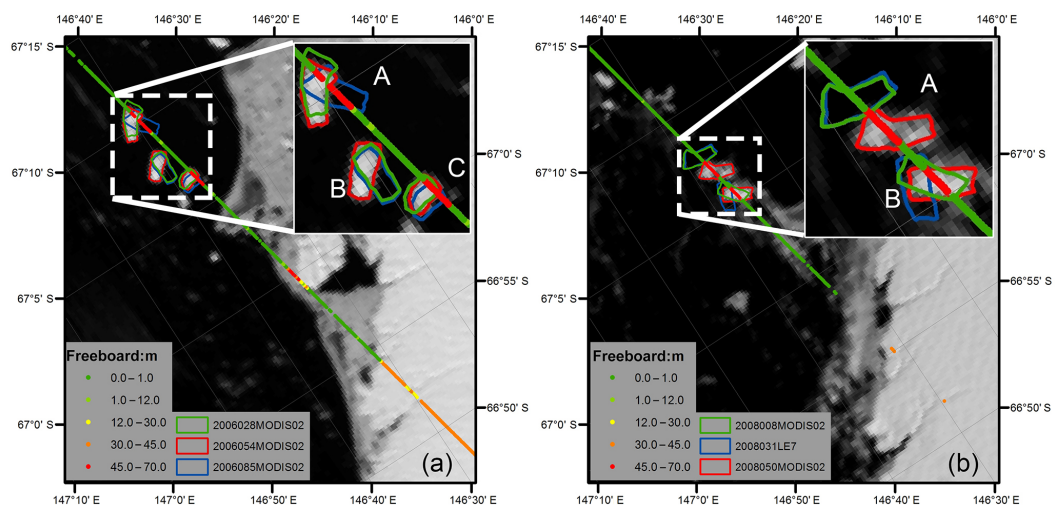 146°40' E 146°30' E 146°20' E 146°10' E 146°0' E
67°15' S
67°10' S
67°5' S
67°0' S
67°0' S
66°55' S
66°50' S
A
B
C
Freeboard:m
0.0–1.0
1.0–12.0
12.0–30.0
30.0–45.0
45.0–70.0
2006028MODIS02
2006054MODIS02
2006085MODIS02
(a)
147°10' E 147°0' E 146°50' E 146°40' E 146°30' E
146°40' E 146°30' E 146°20' E 146°10' E 146°0' E
67°15' S
67°10' S
67°5' S
67°0' S
67°0' S
66°55' S
66°50' S
A
B
Freeboard:m
0.0–1.0
1.0–12.0
12.0–30.0
30.0–45.0
45.0–70.0
2008008MODIS02
2008031LE7
2008050MODIS02
(b)
147°10' E 147°0' E 146°50' E 146°40' E 146°30' E